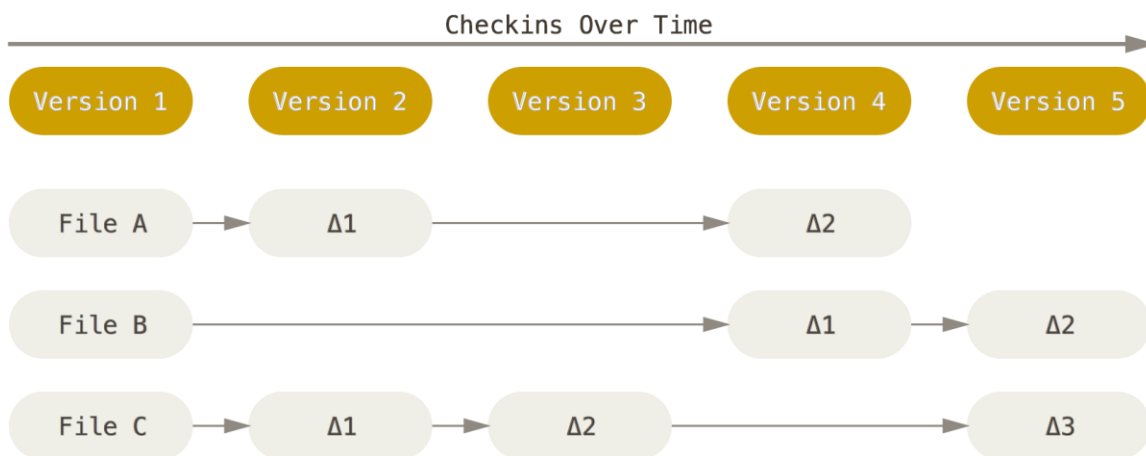 Checkins Over Time
Version 1 Version 2 Version 3 Version 4 Version 5
File A Δ1 Δ2
File B Δ1 Δ2
File C Δ1 Δ2 Δ3